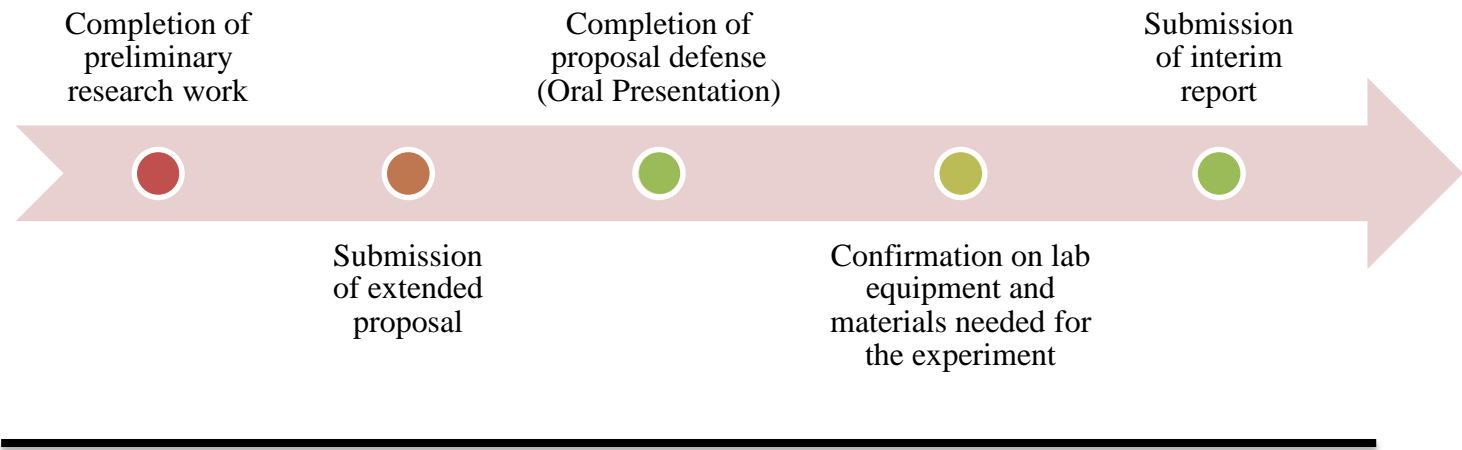 Completion of
preliminary
research work
Submission
of extended
proposal
Completion of
proposal defense
(Oral Presentation)
Confirmation on lab
equipment and
materials needed for
the experiment
Submission
of interim
report